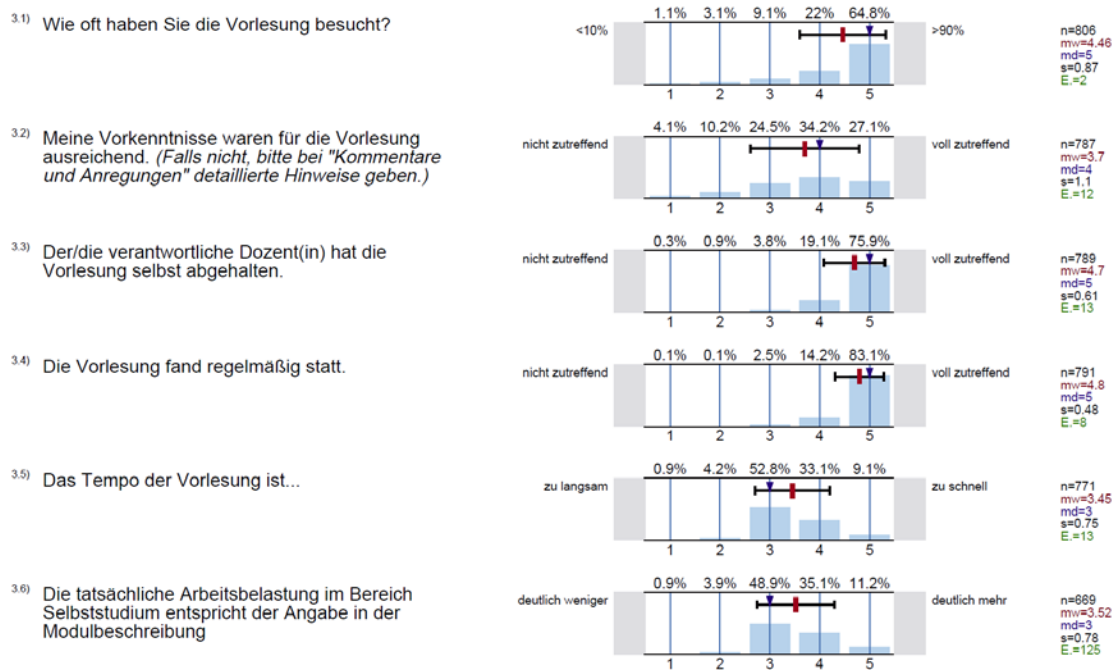 3.1) Wie oft haben Sie die Vorlesung besucht?
1.1% 3.1% 9.1% 22% 64.8%
<10% >90%
1 2 3 4 5
n=806
mw=4.46
md=5
s=0.87
E.=2
3.2) Meine Vorkenntnisse waren für die Vorlesung
ausreichend. (Falls nicht, bitte bei "Kommentare
und Anregungen" detaillierte Hinweise geben.)
4.1% 10.2% 24.5% 34.2% 27.1%
nicht zutreffend voll zutreffend
1 2 3 4 5
n=787
mw=3.7
md=4
s=1.1
E.=12
3.3) Der/die verantwortliche Dozent(in) hat die
Vorlesung selbst abgehalten.
0.3% 0.9% 3.8% 19.1% 75.9%
nicht zutreffend voll zutreffend
1 2 3 4 5
n=789
mw=4.7
md=5
s=0.61
E.=13
3.4) Die Vorlesung fand regelmäßig statt.
0.1% 0.1% 2.5% 14.2% 83.1%
nicht zutreffend voll zutreffend
1 2 3 4 5
n=791
mw=4.8
md=5
s=0.48
E.=8
3.5) Das Tempo der Vorlesung ist...
0.9% 4.2% 52.8% 33.1% 9.1%
zu langsam zu schnell
1 2 3 4 5
n=771
mw=3.45
md=3
s=0.75
E.=13
3.6) Die tatsächliche Arbeitsbelastung im Bereich
Selbststudium entspricht der Angabe in der
Modulbeschreibung
0.9% 3.9% 48.9% 35.1% 11.2%
deutlich weniger deutlich mehr
1 2 3 4 5
n=669
mw=3.52
md=3
s=0.78
E.=125